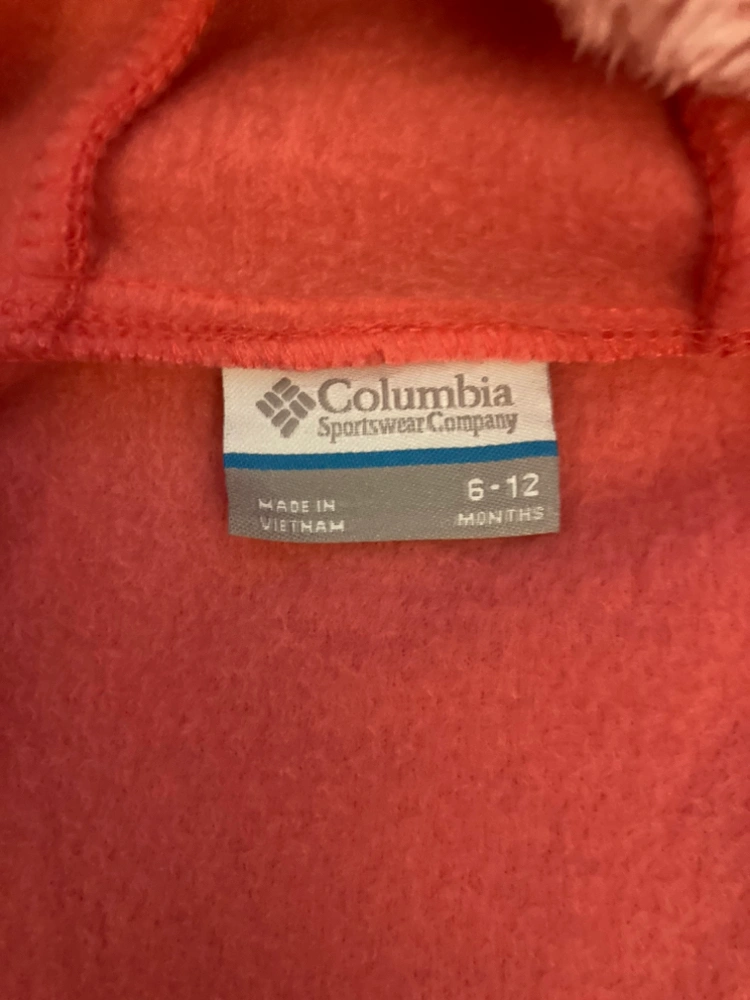 Columbia
Sportswear Company
6-12
MONTHS
MADE IN
VIETNAM